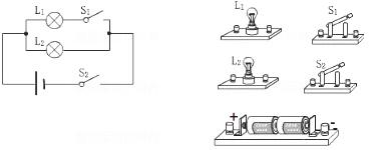 L₁ S₁
L₂
S₂
L₁ S₁
L₂ S₂
+ -